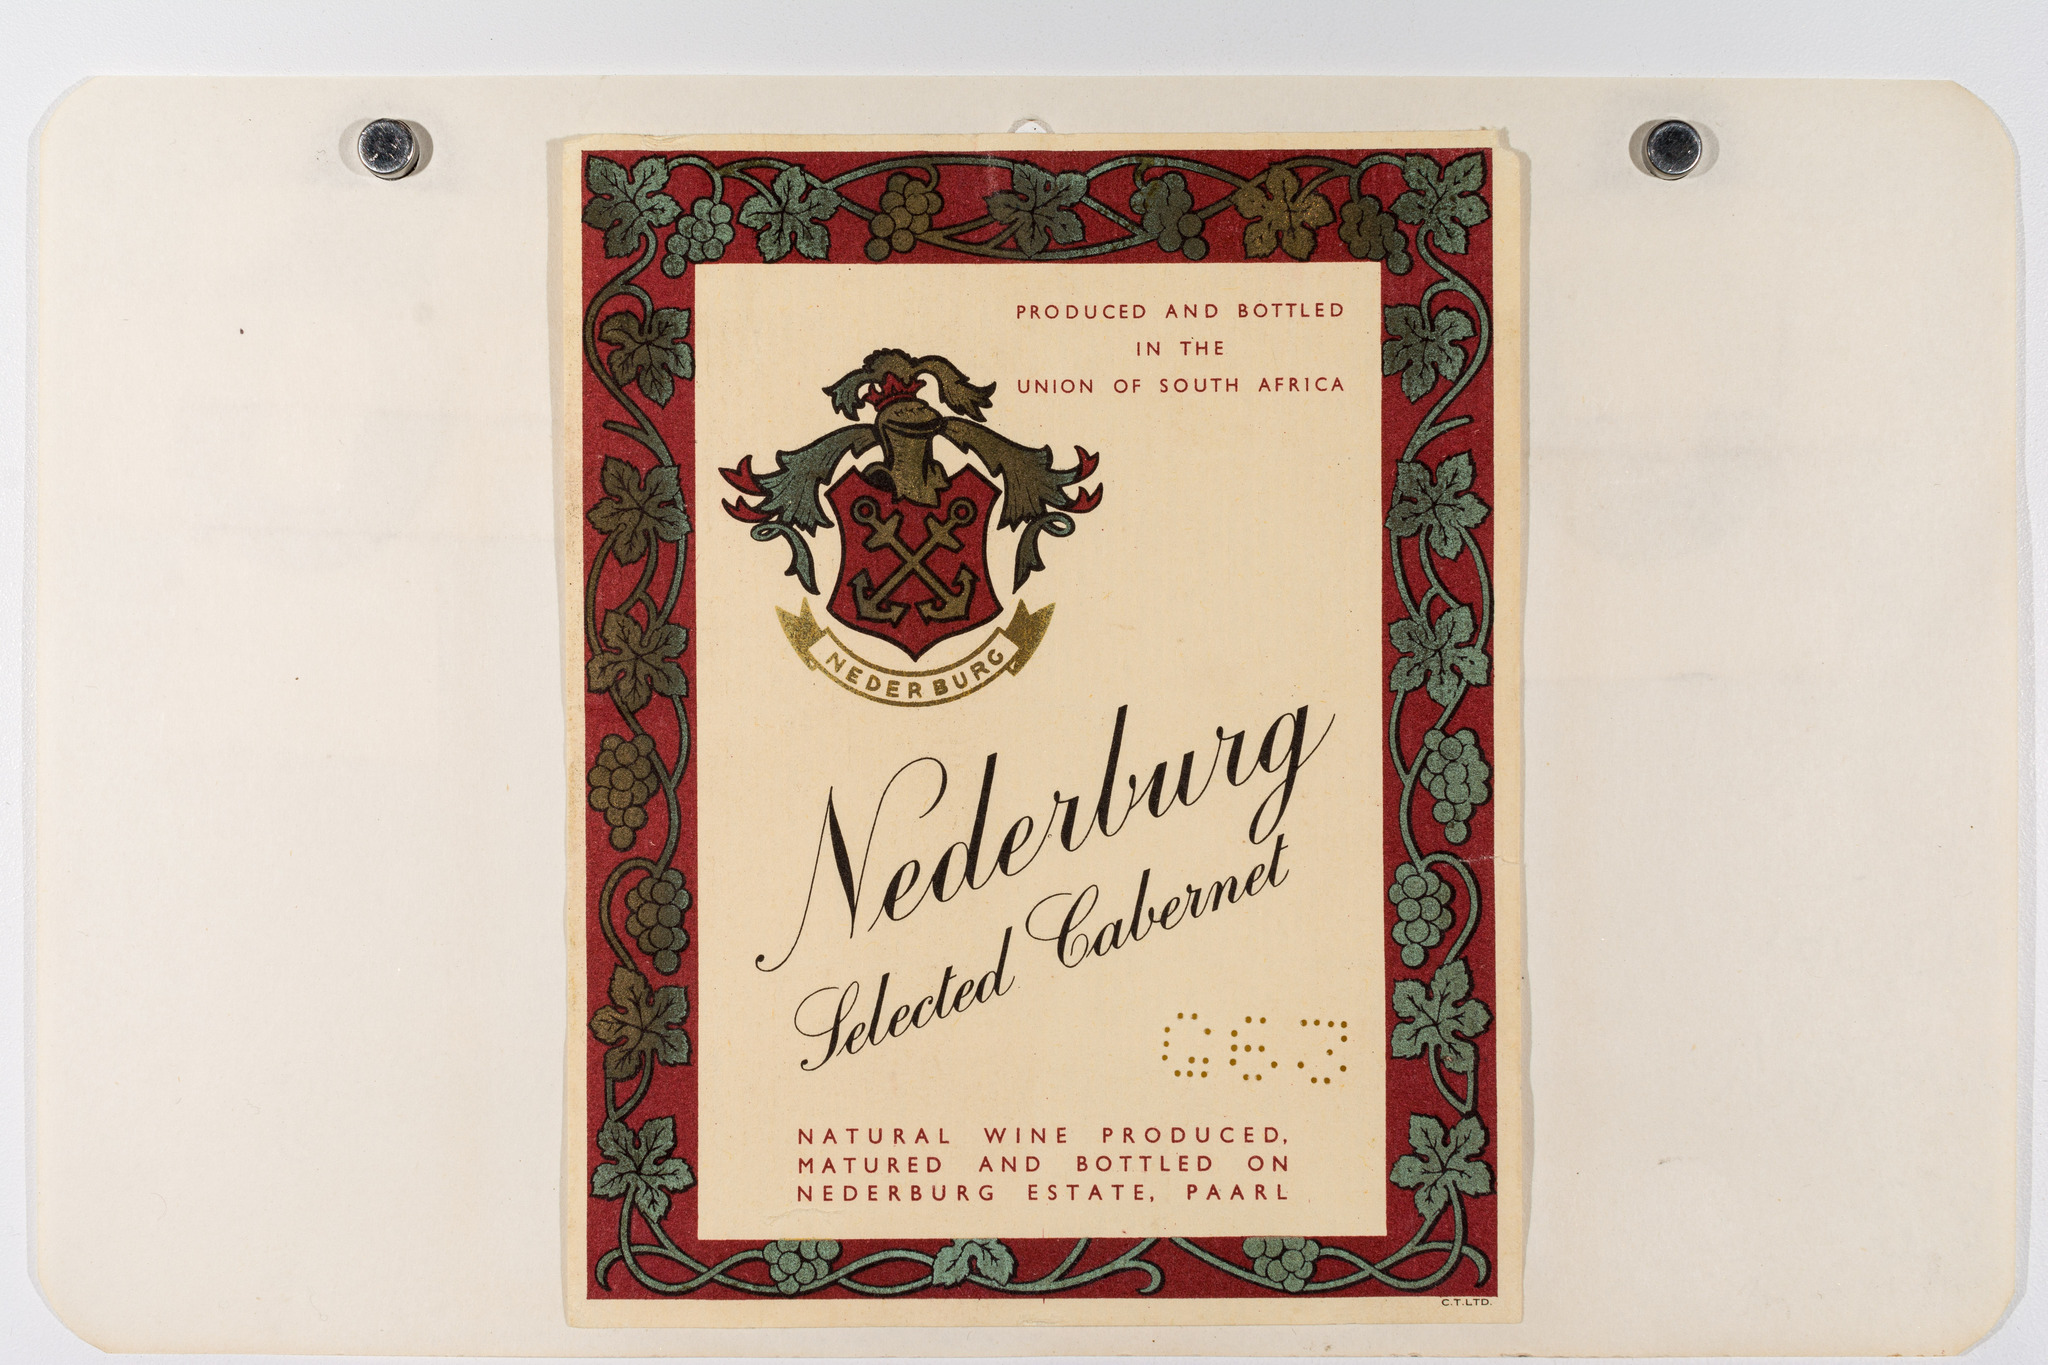 PRODUCED AND BOTTLED
IN THE
UNION OF SOUTH AFRICA
NEDERBURG
Nederburg
Selected Cabernet
G53
NATURAL WINE PRODUCED,
MATURED AND BOTTLED ON
NEDERBURG ESTATE, PAARL
C.T.LTD.